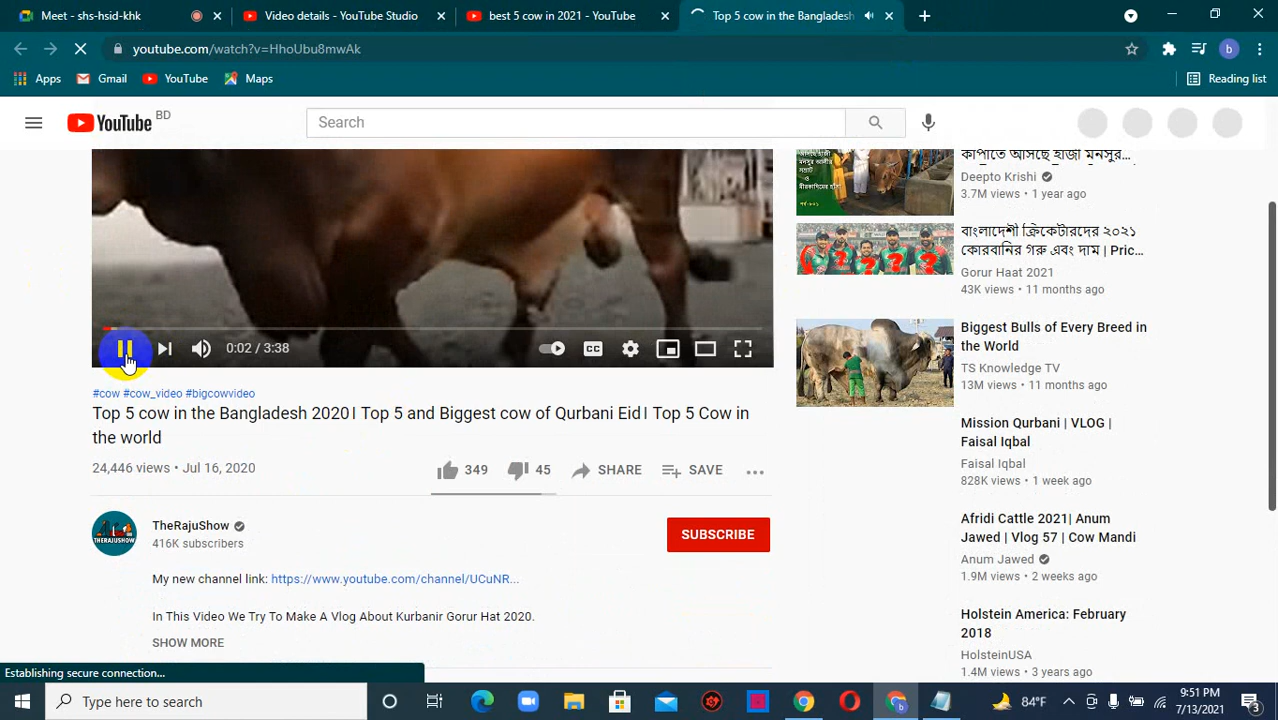 Meet - shs-hsid-khk
Video details - YouTube Studio
best 5 cow in 2021 - YouTube
Top 5 cow in the Bangladesh
youtube.com/watch?v=HhoUbu8mwAk
Apps
Gmail
YouTube
Maps
Reading list
YouTube BD
Search
Deepto Krishi
3.7M views • 1 year ago
বাংলাদেশী ক্রিকেটারদের ২০২১
কোরবানির গরু এবং দাম | Pric...
Gorur Haat 2021
43K views • 11 months ago
Biggest Bulls of Every Breed in
the World
TS Knowledge TV
13M views • 11 months ago
Mission Qurbani | VLOG |
Faisal Iqbal
Faisal Iqbal
828K views • 1 week ago
Afridi Cattle 2021| Anum
Jawed | Vlog 57 | Cow Mandi
Anum Jawed
1.9M views • 2 weeks ago
Holstein America: February
2018
HolsteinUSA
1.4M views • 3 years ago
0:02 / 3:38
CC
#cow #cow_video #bigcowvideo
Top 5 cow in the Bangladesh 2020| Top 5 and Biggest cow of Qurbani Eid| Top 5 Cow in
the world
24,446 views • Jul 16, 2020
349
45
SHARE
SAVE
THERAJUSHOW
TheRajuShow
416K subscribers
SUBSCRIBE
My new channel link: https://www.youtube.com/channel/UCuNR...
In This Video We Try To Make A Vlog About Kurbanir Gorur Hat 2020.
SHOW MORE
Establishing secure connection...
Type here to search
84°F
9:51 PM
7/13/2021
3